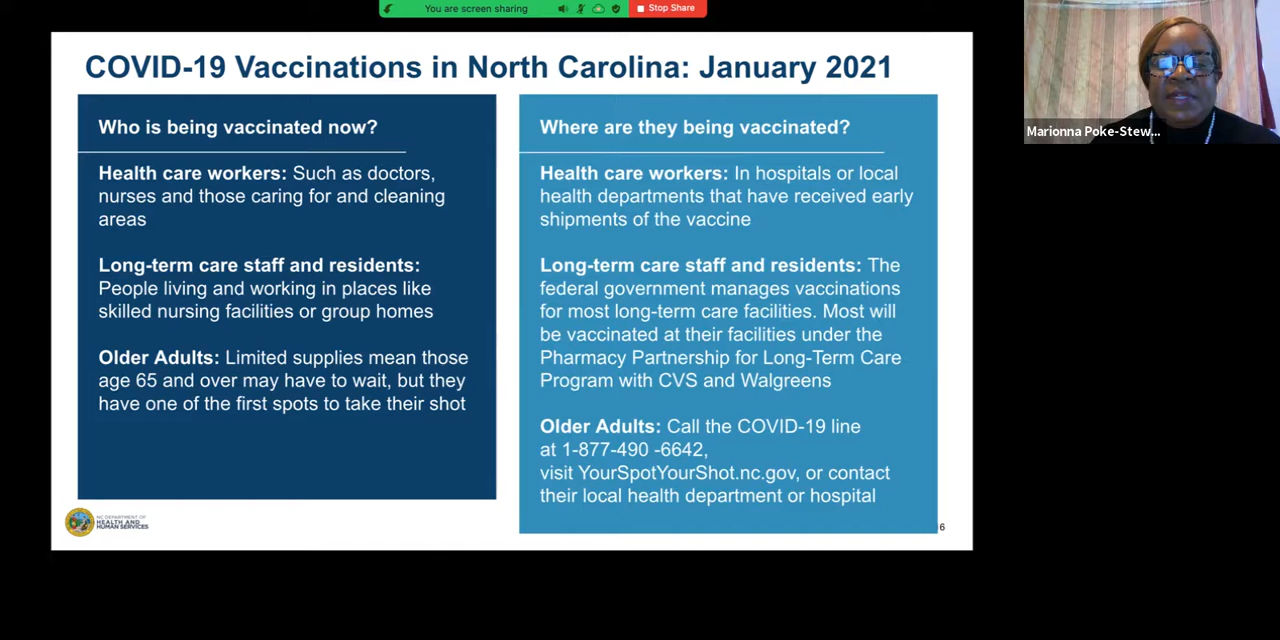 You are screen sharing
Stop Share
COVID-19 Vaccinations in North Carolina: January 2021
Who is being vaccinated now?
Health care workers: Such as doctors,
nurses and those caring for and cleaning
areas
Long-term care staff and residents:
People living and working in places like
skilled nursing facilities or group homes
Older Adults: Limited supplies mean those
age 65 and over may have to wait, but they
have one of the first spots to take their shot
Where are they being vaccinated?
Health care workers: In hospitals or local
health departments that have received early
shipments of the vaccine
Long-term care staff and residents: The
federal government manages vaccinations
for most long-term care facilities. Most will
be vaccinated at their facilities under the
Pharmacy Partnership for Long-Term Care
Program with CVS and Walgreens
Older Adults: Call the COVID-19 line
at 1-877-490 -6642,
visit YourSpotYourShot.nc.gov, or contact
their local health department or hospital
NC DEPARTMENT OF
HEALTH AND
HUMAN SERVICES
6
Marionna Poke-Stew...